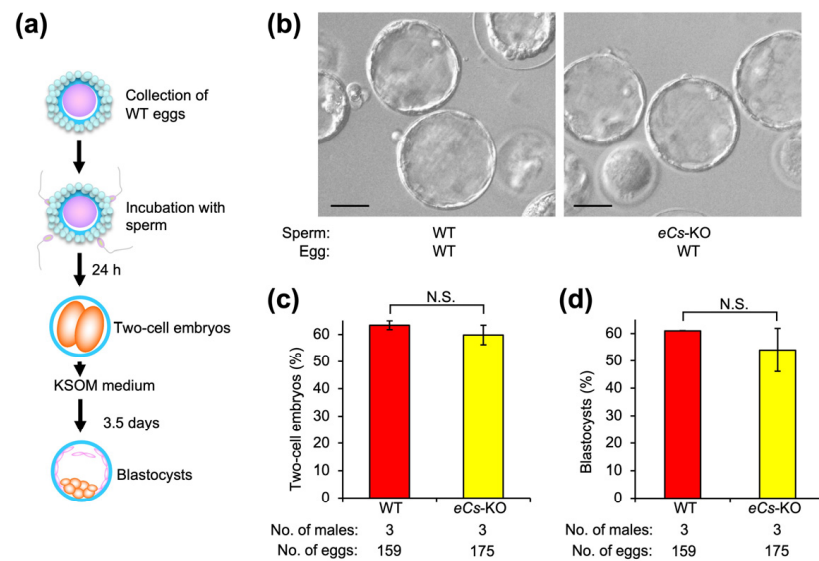 (a)
Collection of
WT eggs
Incubation with
sperm
24 h
Two-cell embryos
KSOM medium
3.5 days
Blastocysts
(b)
Sperm: WT eCs-KO
Egg: WT WT
(c)
N.S.
Two-cell embryos (%)
60
50
40
30
20
10
0
WT eCs-KO
No. of males: 3 3
No. of eggs: 159 175
(d)
N.S.
Blastocysts (%)
60
50
40
30
20
10
0
WT eCs-KO
No. of males: 3 3
No. of eggs: 159 175